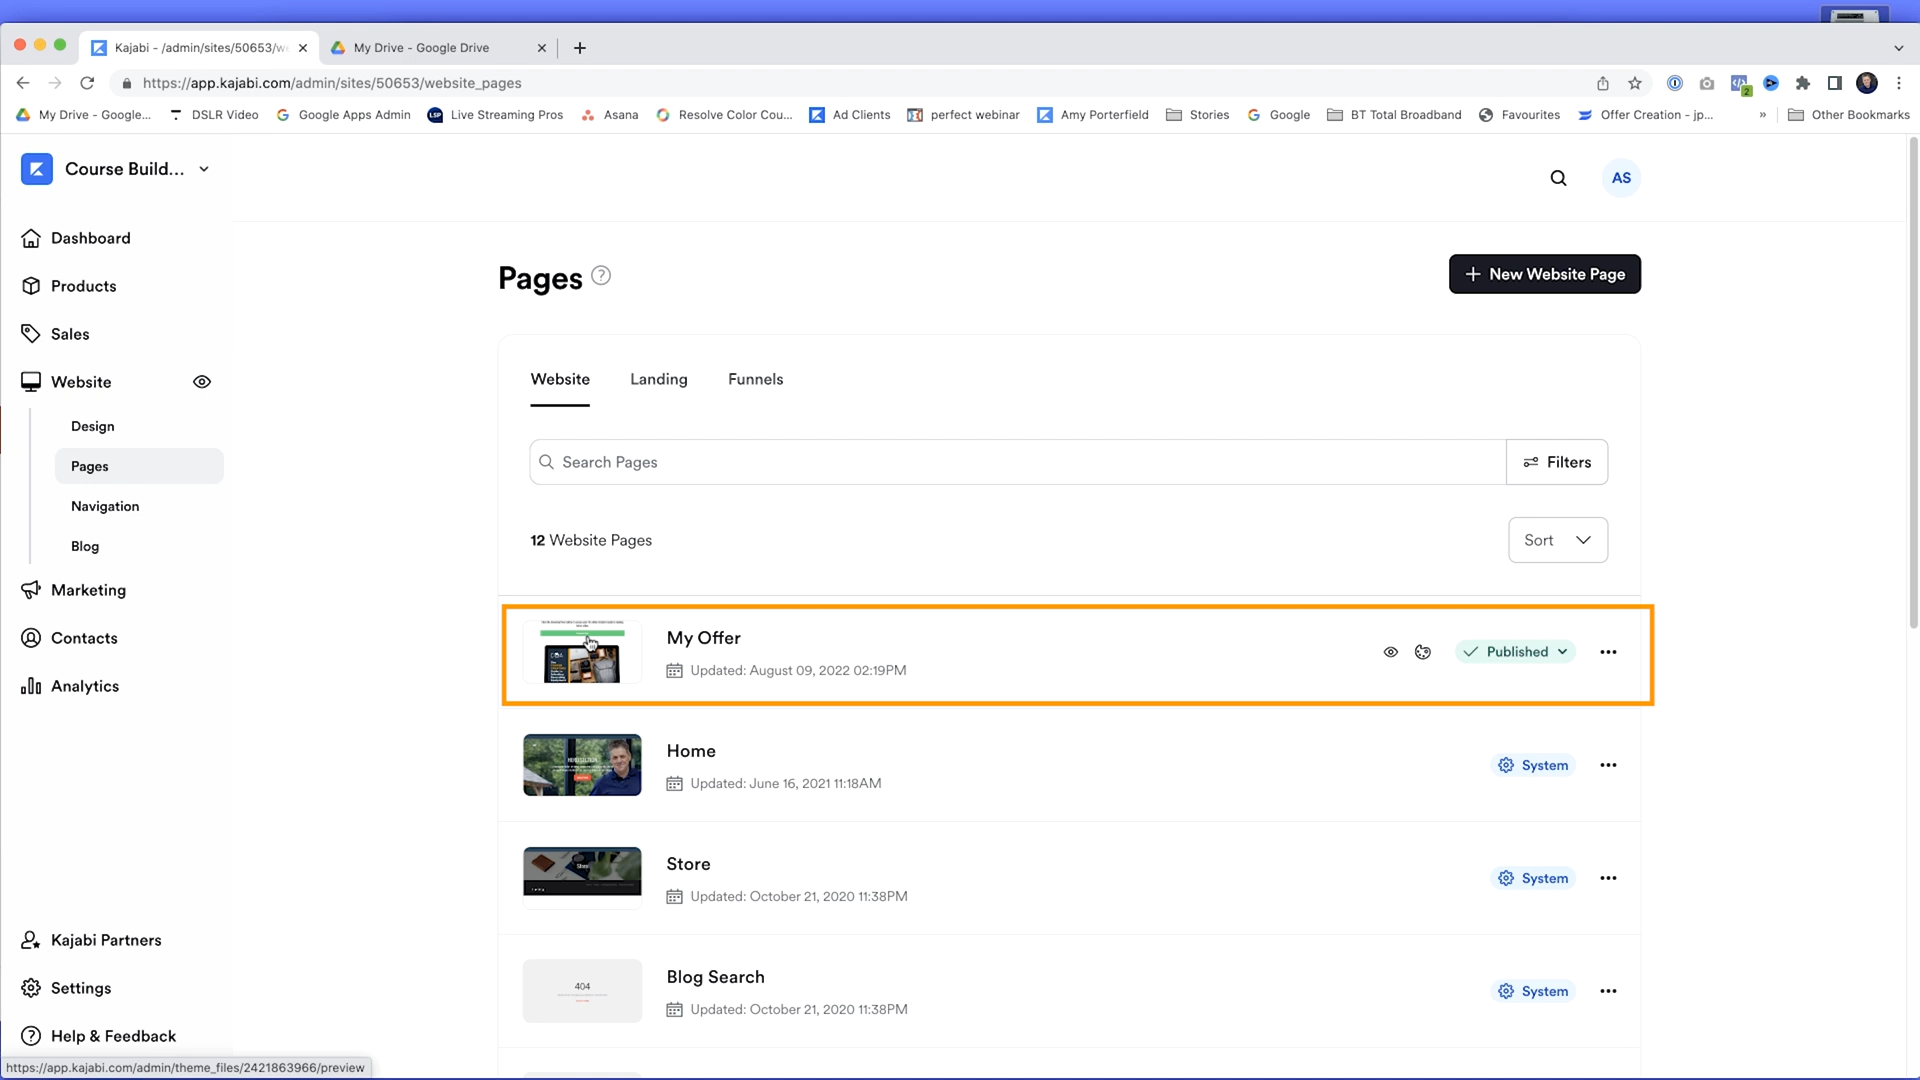 Kajabi - /admin/sites/50653/we
My Drive - Google Drive
https://app.kajabi.com/admin/sites/50653/website_pages
My Drive - Google...
DSLR Video
Google Apps Admin
LSP
Live Streaming Pros
Asana
Resolve Color Cou...
Ad Clients
perfect webinar
Amy Porterfield
Stories
Google
BT Total Broadband
Favourites
Offer Creation - jp...
»
Other Bookmarks
2
Course Build...
AS
Dashboard
Products
Sales
Website
Design
Pages
Navigation
Blog
Marketing
Contacts
Analytics
Kajabi Partners
Settings
Help & Feedback
Pages
?
+ New Website Page
Website
Landing
Funnels
Search Pages
Filters
12 Website Pages
Sort
My Offer
Updated: August 09, 2022 02:19PM
Published
Home
Updated: June 16, 2021 11:18AM
System
Store
Store
Updated: October 21, 2020 11:38PM
System
404
Blog Search
Updated: October 21, 2020 11:38PM
System
https://app.kajabi.com/admin/theme_files/2421863966/preview